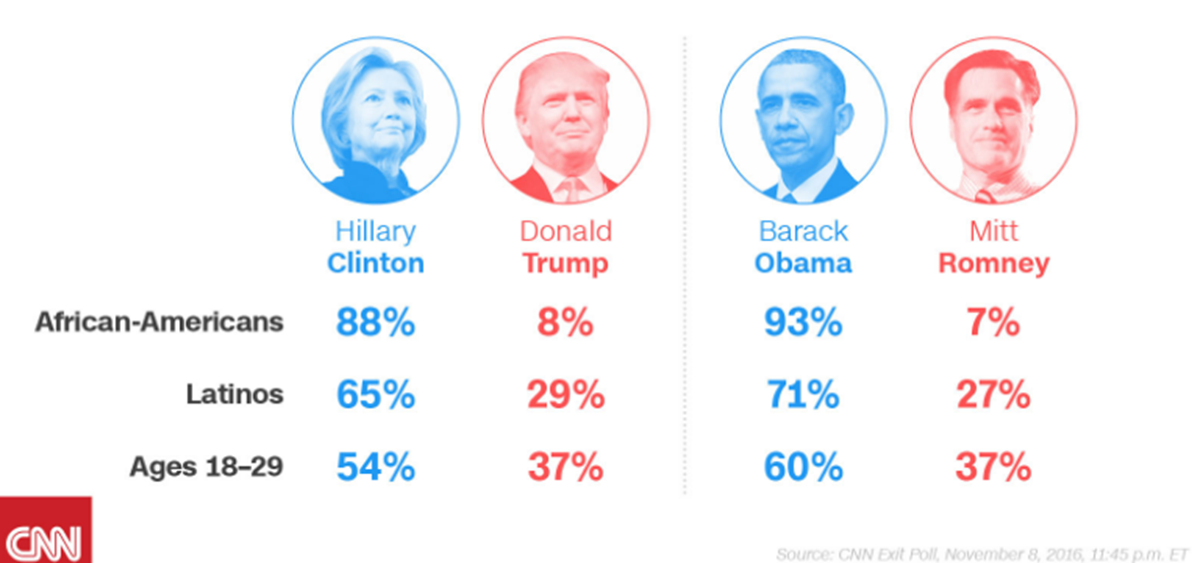 Hillary
Clinton
Donald
Trump
Barack
Obama
Mitt
Romney
African-Americans 88% 8% 93% 7%
Latinos 65% 29% 71% 27%
Ages 18–29 54% 37% 60% 37%
CNN
Source: CNN Exit Poll, November 8, 2016, 11:45 p.m. ET